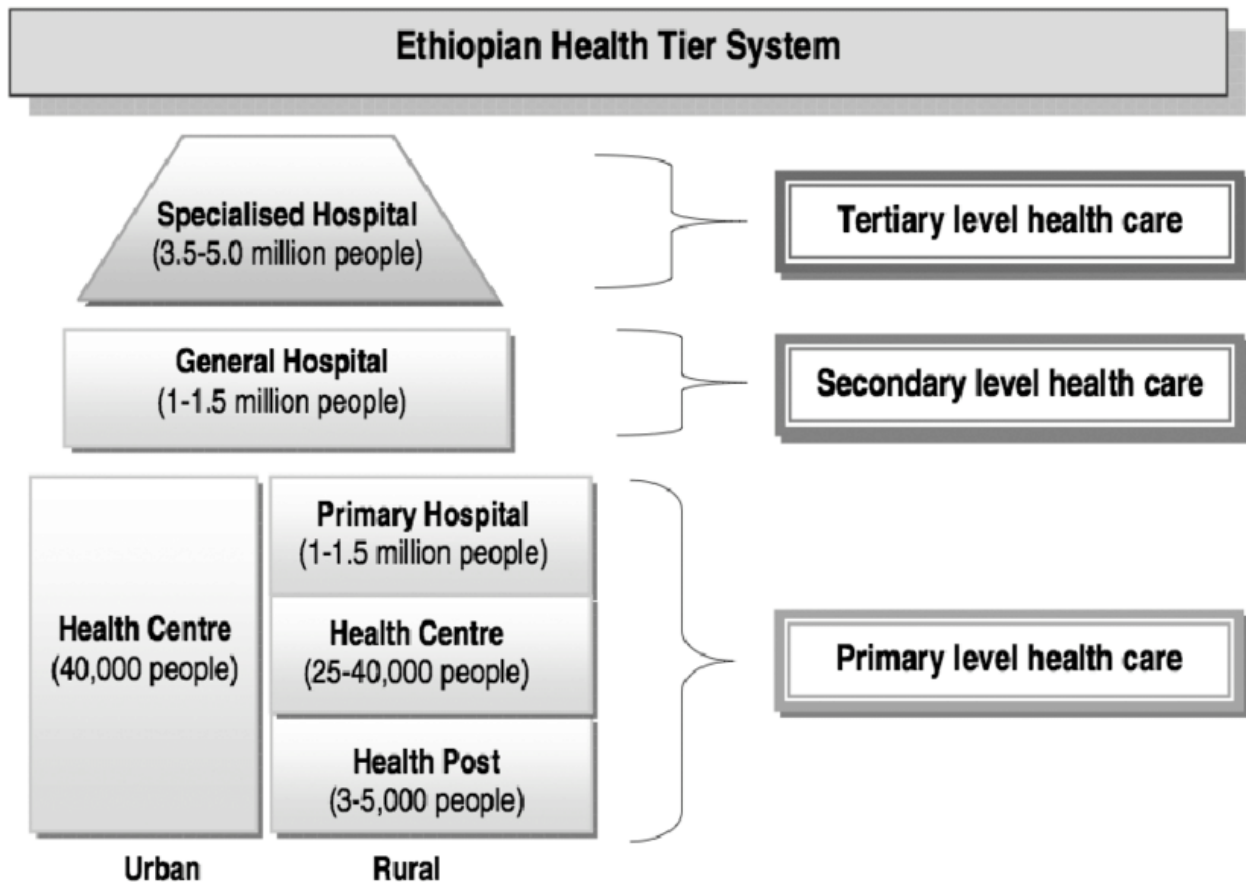 Ethiopian Health Tier System
Specialised Hospital
(3.5-5.0 million people)
Tertiary level health care
General Hospital
(1-1.5 million people)
Secondary level health care
Health Centre
(40,000 people)
Primary Hospital
(1-1.5 million people)
Health Centre
(25-40,000 people)
Health Post
(3-5,000 people)
Primary level health care
Urban
Rural